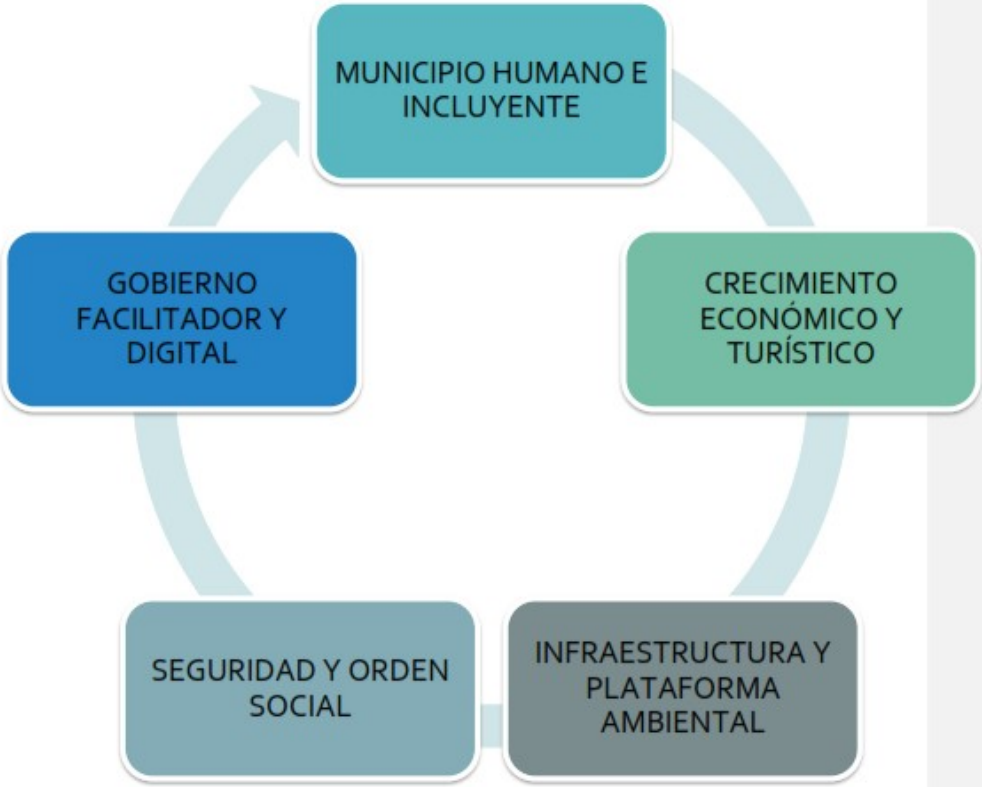 MUNICIPIO HUMANO E
INCLUYENTE
CRECIMIENTO
ECONÓMICO Y
TURÍSTICO
INFRAESTRUCTURA Y
PLATAFORMA
AMBIENTAL
SEGURIDAD Y ORDEN
SOCIAL
GOBIERNO
FACILITADOR Y
DIGITAL